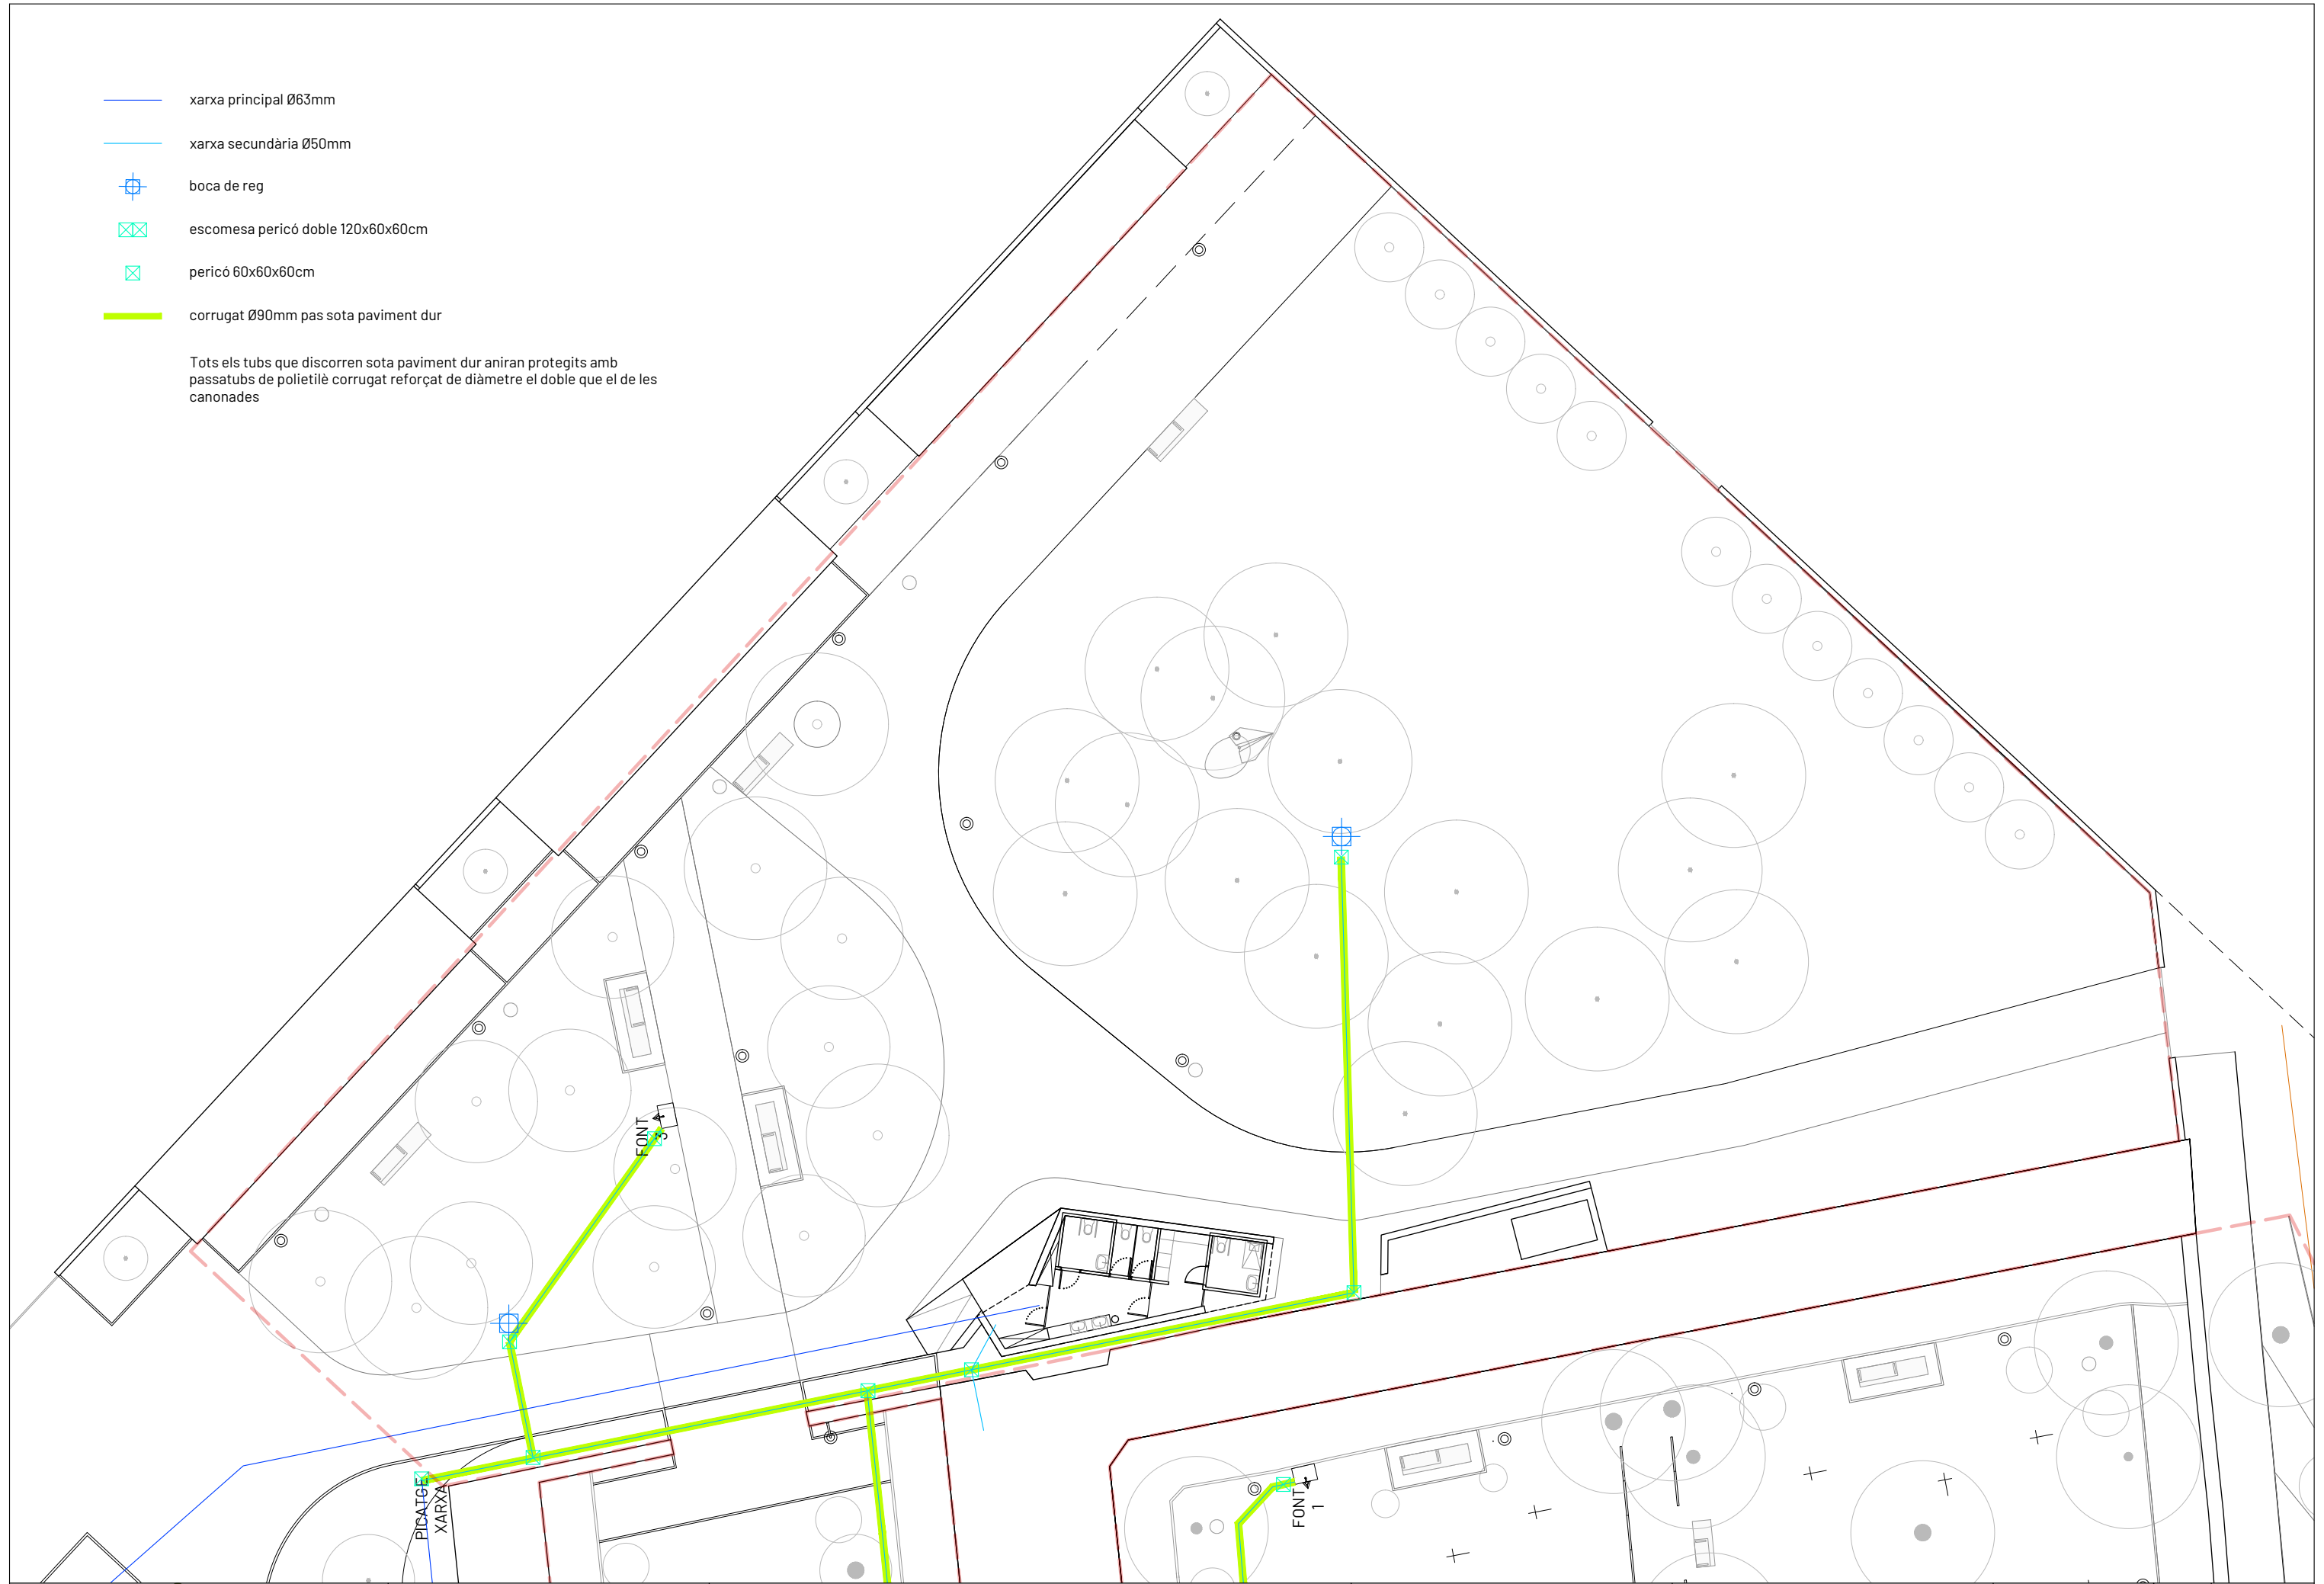 xarxa principal Ø63mm
xarxa secundària Ø50mm
boca de reg
escomesa pericó doble 120x60x60cm
pericó 60x60x60cm
corrugat Ø90mm pas sota paviment dur
Tots els tubs que discorren sota paviment dur aniran protegits amb
passatubs de polietilè corrugat reforçat de diàmetre el doble que el de les
canonades
FONT
3
PICATGE
XARXA
FONT
1